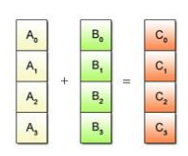 A₀ B₀ C₀
A₁ B₁ C₁
+ =
A₂ B₂ C₂
A₃ B₃ C₃